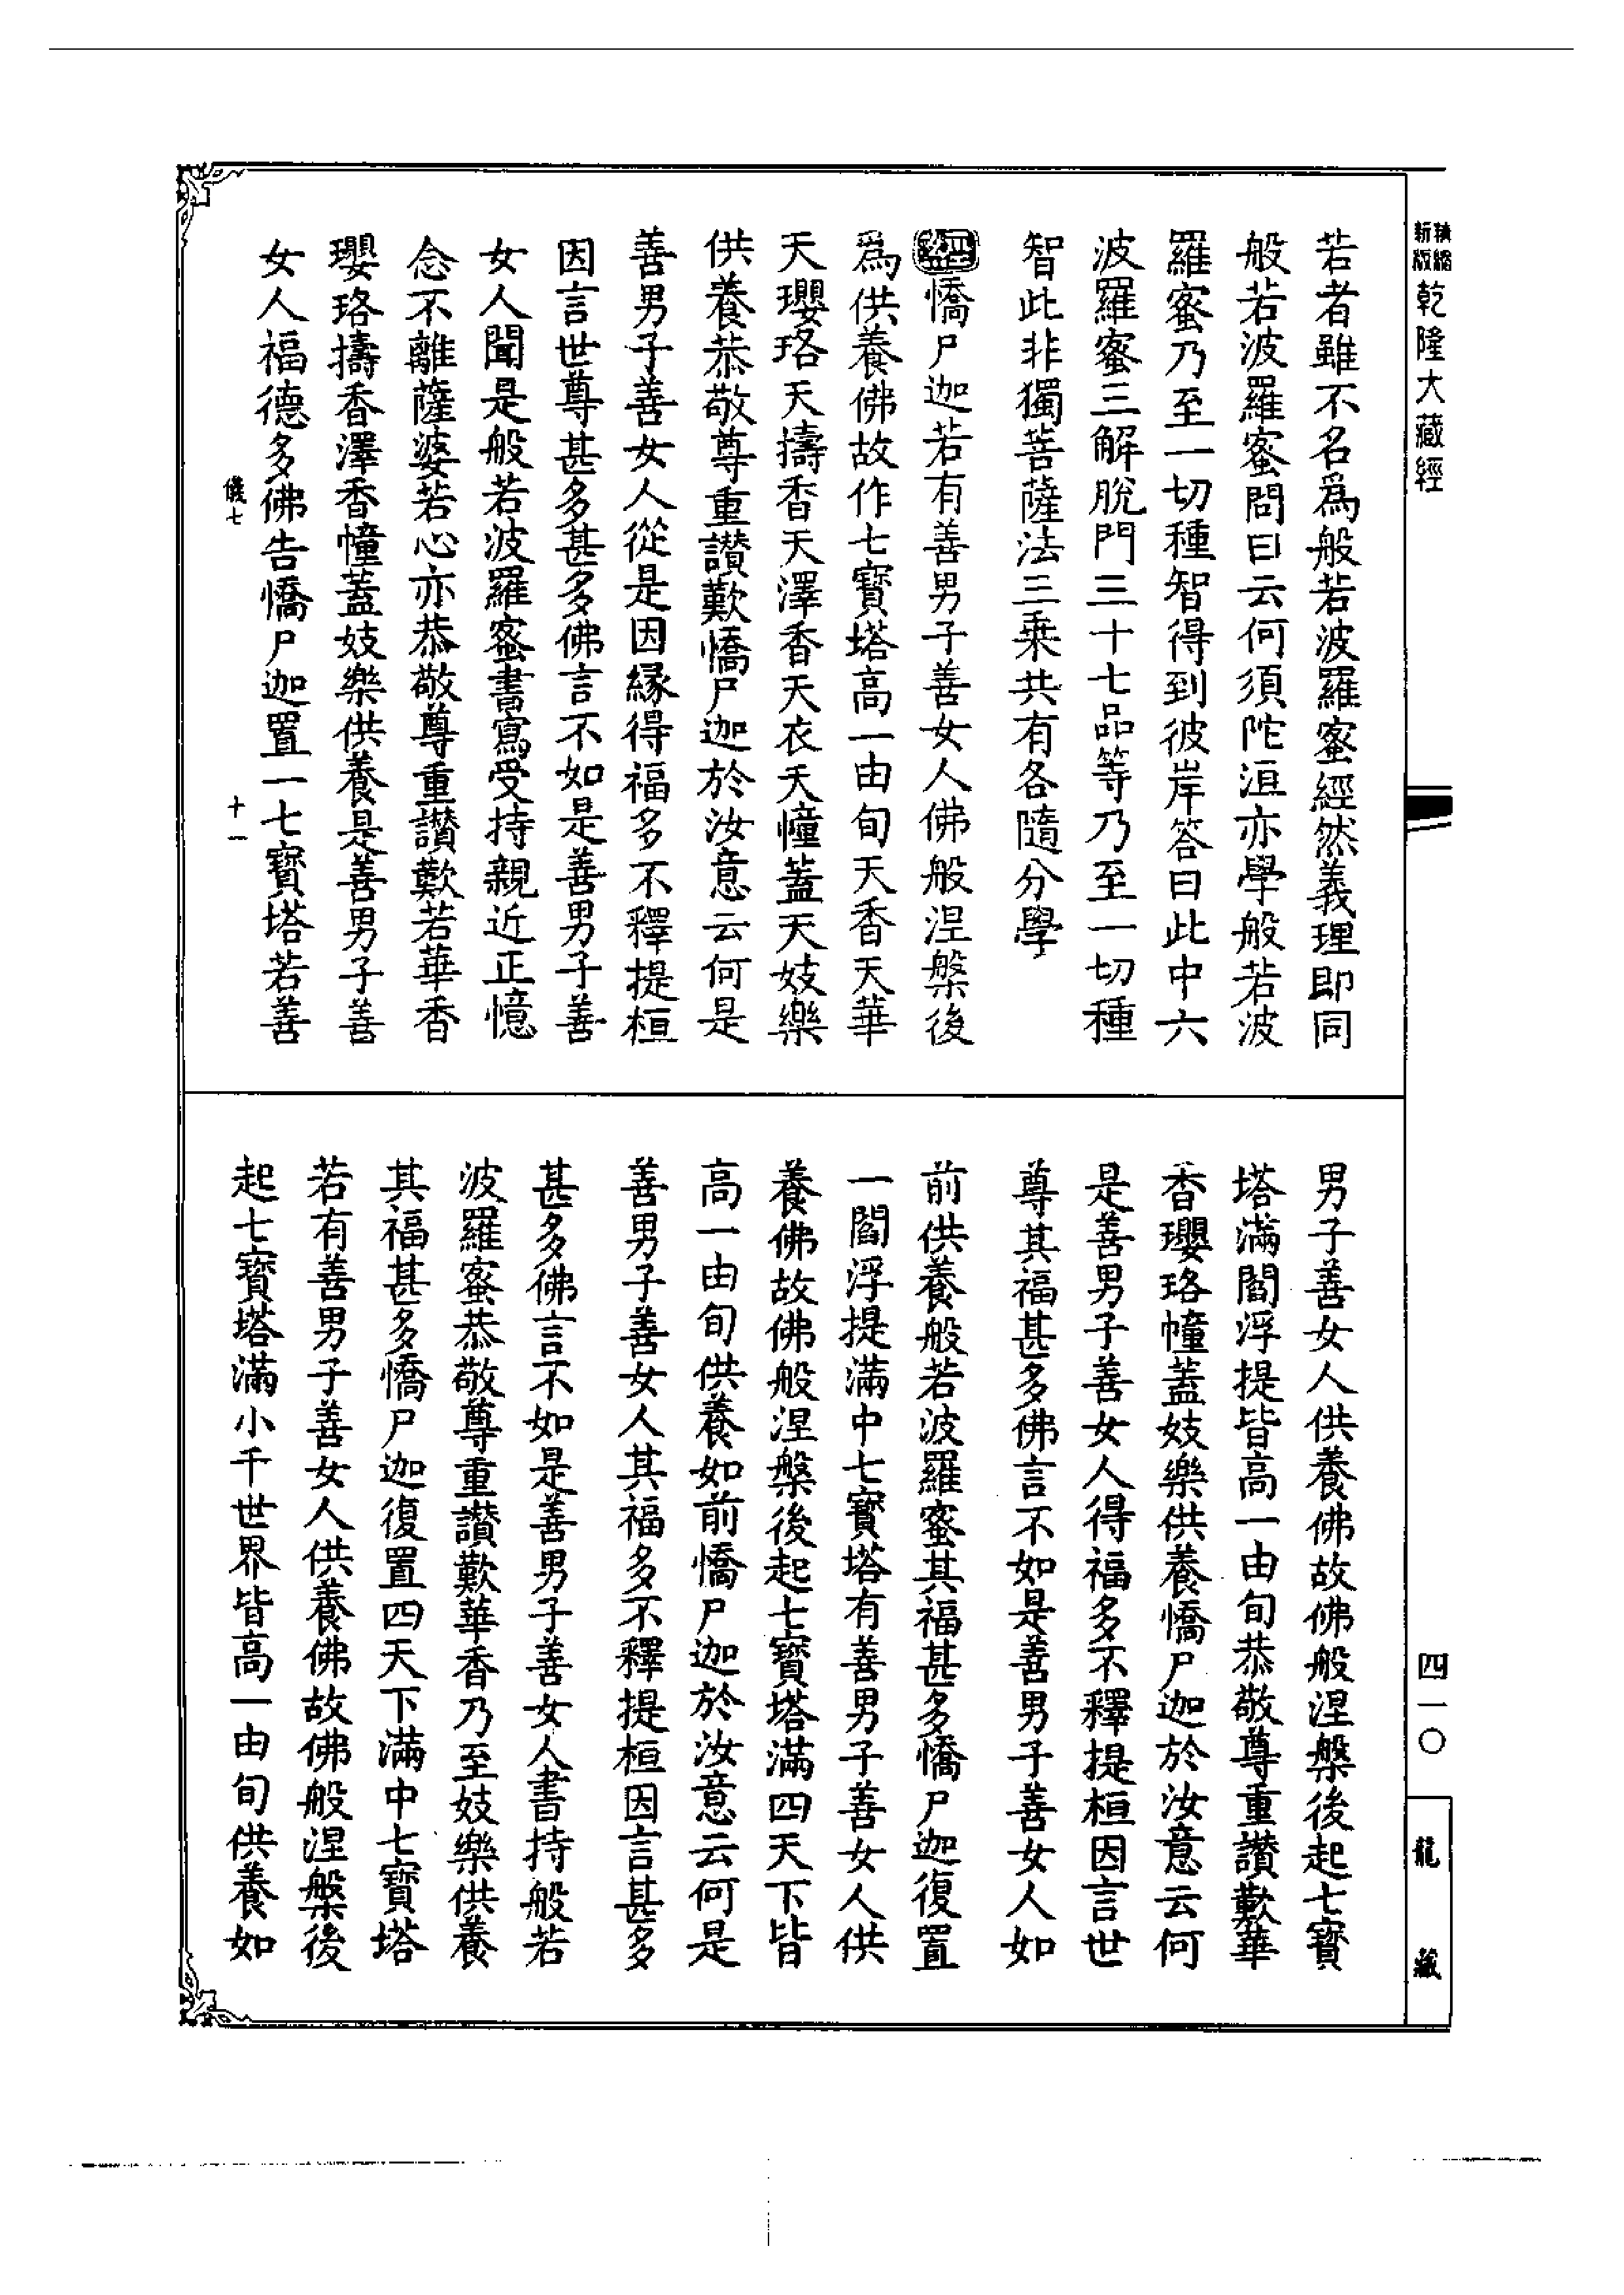 新版精縮乾隆大藏經
四一〇
龍藏
若者雖不名爲般若波羅蜜經然義理即同
般若波羅蜜問曰云何須陀洹亦學般若波
羅蜜乃至一切種智得到彼岸答曰此中六
波羅蜜三解脫門三十七品等乃至一切種
智此非獨菩薩法三乘共有各隨分學
經憍尸迦若有善男子善女人佛般涅槃後
爲供養佛故作七寶塔高一由旬天香天華
天瓔珞天擣香天澤香天衣天幢蓋天妓樂
供養恭敬尊重讚歎憍尸迦於汝意云何是
善男子善女人從是因緣得福多不釋提桓
因言世尊甚多甚多佛言不如是善男子善
女人聞是般若波羅蜜書寫受持親近正憶
念不離薩婆若心亦恭敬尊重讚歎若華香
瓔珞擣香澤香幢蓋妓樂供養是善男子善
女人福德多佛告憍尸迦置一七寶塔若善
儀七 十一
男子善女人供養佛故佛般涅槃後起七寶
塔滿閻浮提皆高一由旬恭敬尊重讚歎華
香瓔珞幢蓋妓樂供養憍尸迦於汝意云何
是善男子善女人得福多不釋提桓因言世
尊其福甚多佛言不如是善男子善女人如
前供養般若波羅蜜其福甚多憍尸迦復置
一閻浮提滿中七寶塔有善男子善女人供
養佛故佛般涅槃後起七寶塔滿四天下皆
高一由旬供養如前憍尸迦於汝意云何是
善男子善女人其福多不釋提桓因言甚多
甚多佛言不如是善男子善女人書持般若
波羅蜜恭敬尊重讚歎華香乃至妓樂供養
其福甚多憍尸迦復置四天下滿中七寶塔
若有善男子善女人供養佛故佛般涅槃後
起七寶塔滿小千世界皆高一由旬供養如